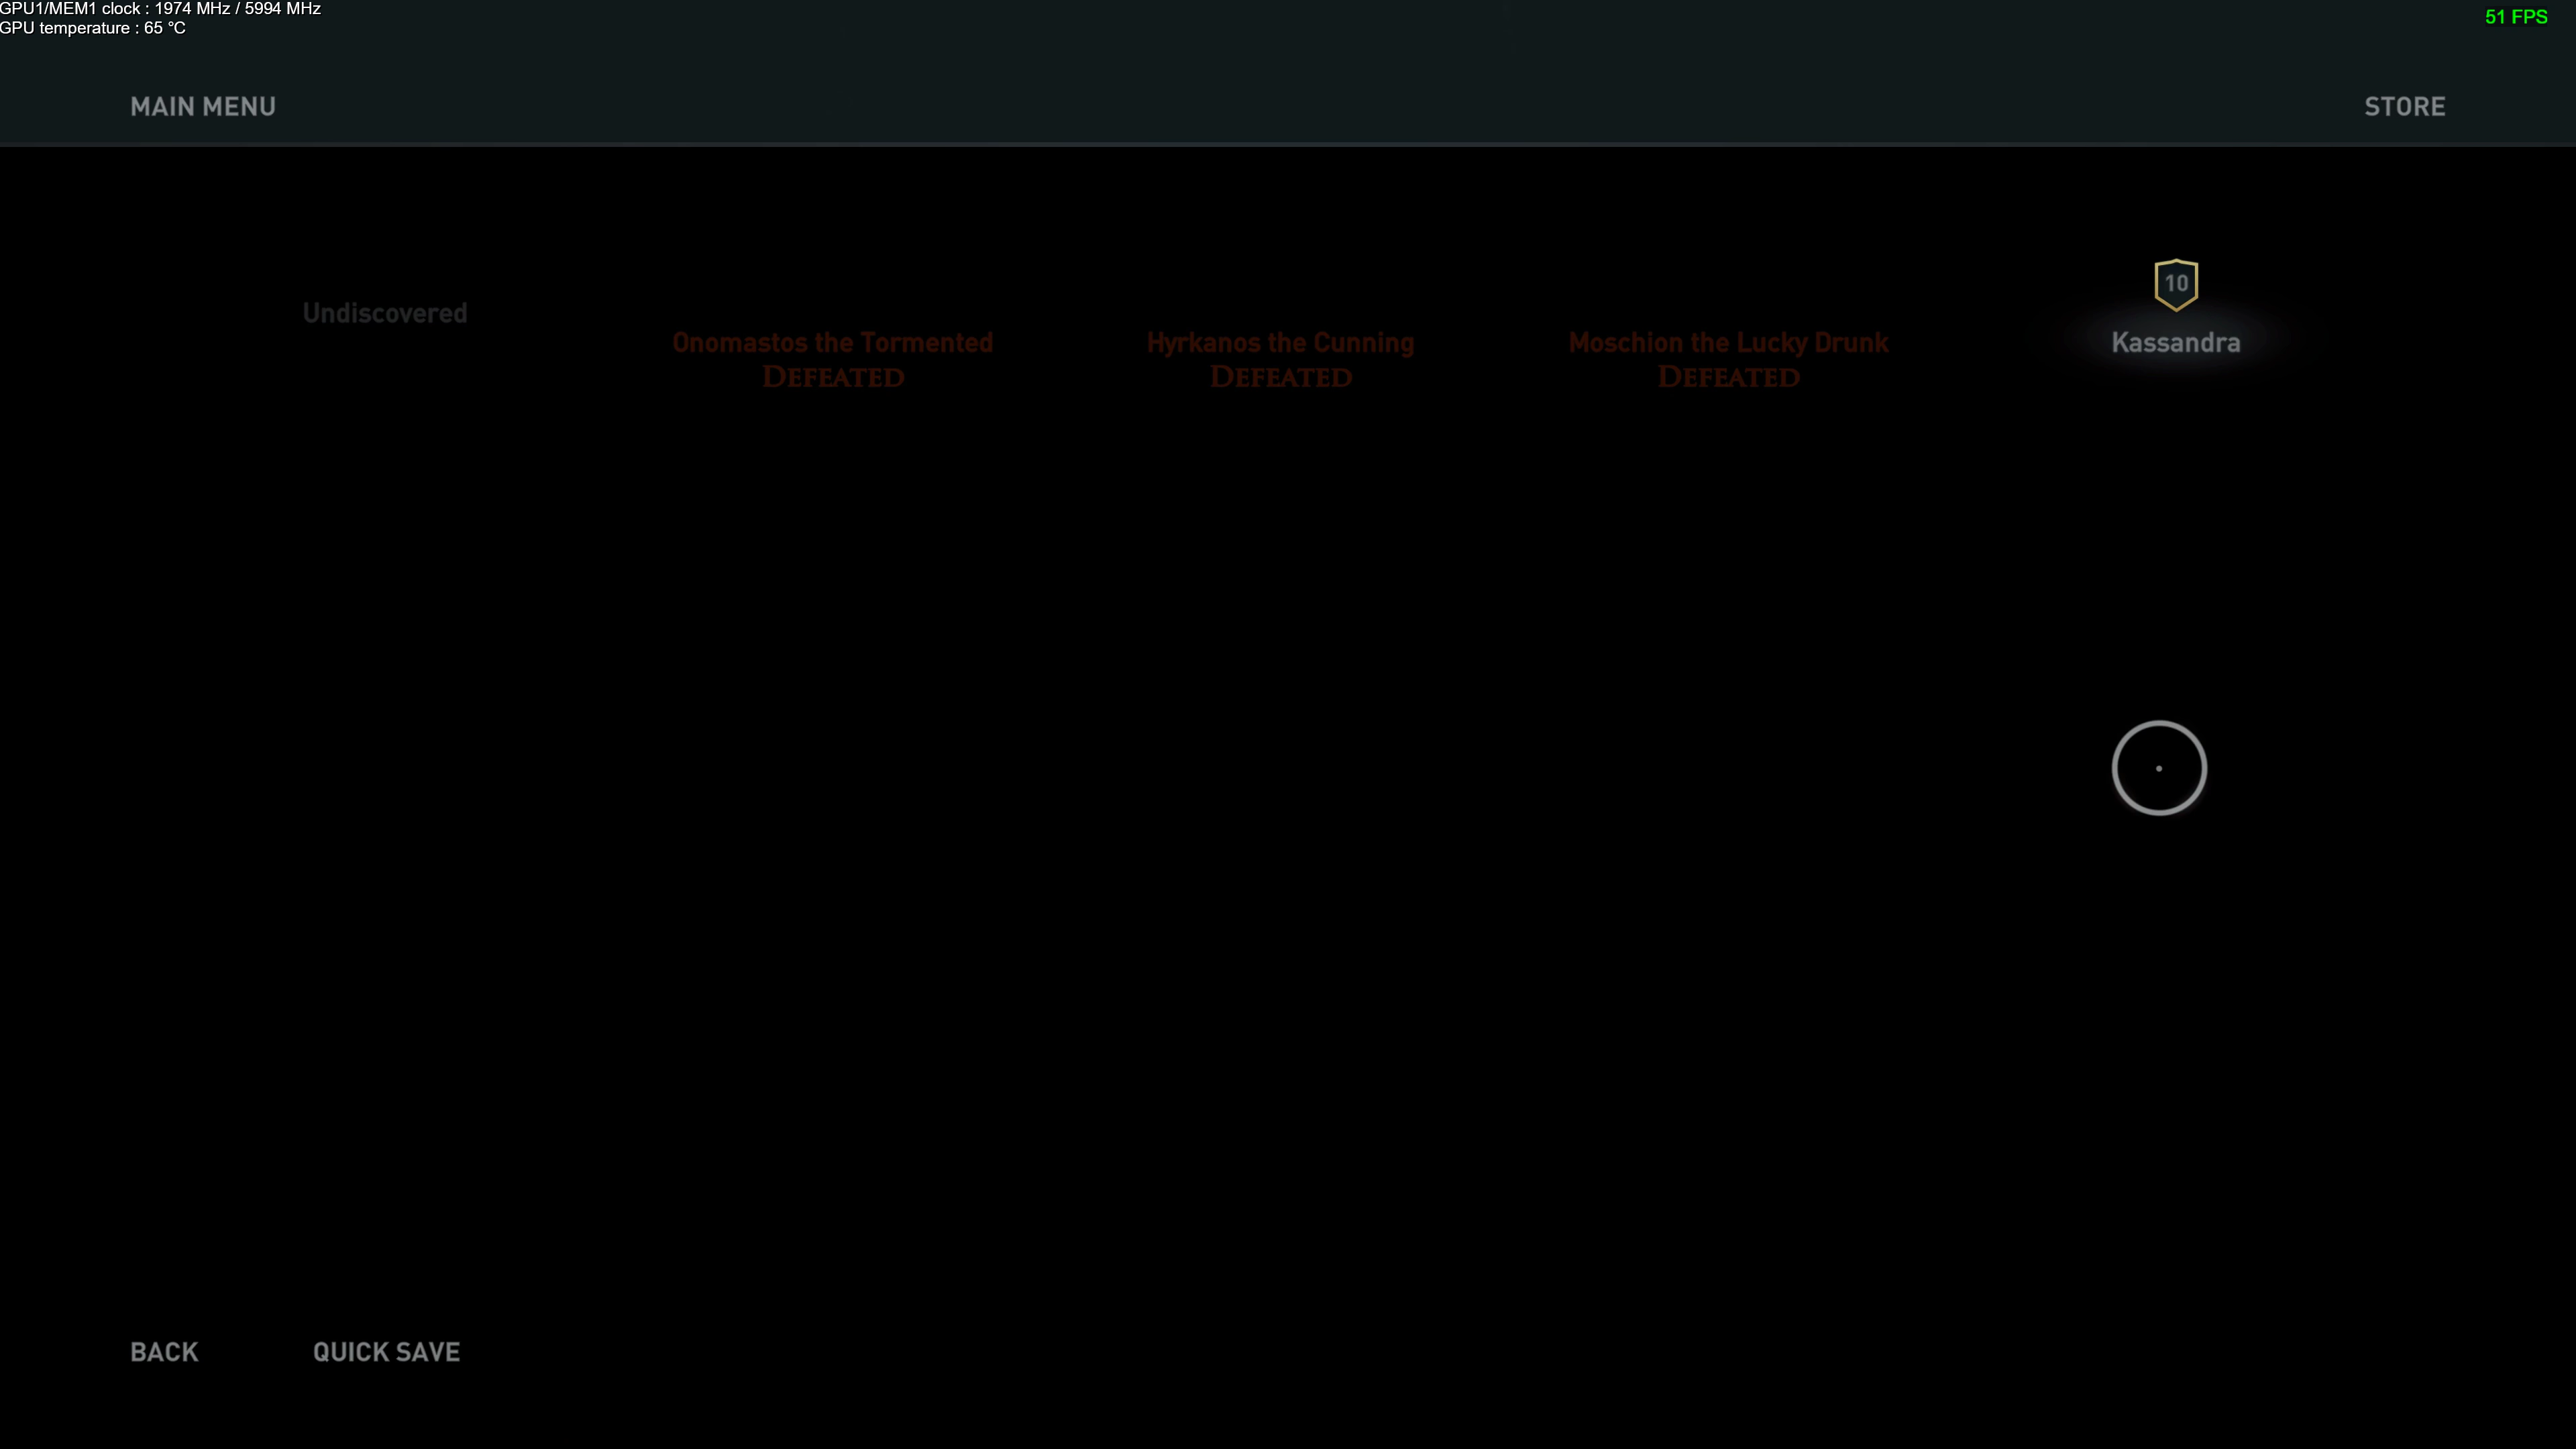 GPU1/MEM1 clock : 1974 MHz / 5994 MHz
51 FPS
GPU temperature : 65 °C
MAIN MENU
STORE
10
Undiscovered
Onomastos the Tormented
DEFEATED
Hyrkanos the Cunning
DEFEATED
Moschion the Lucky Drunk
DEFEATED
Kassandra
BACK
QUICK SAVE